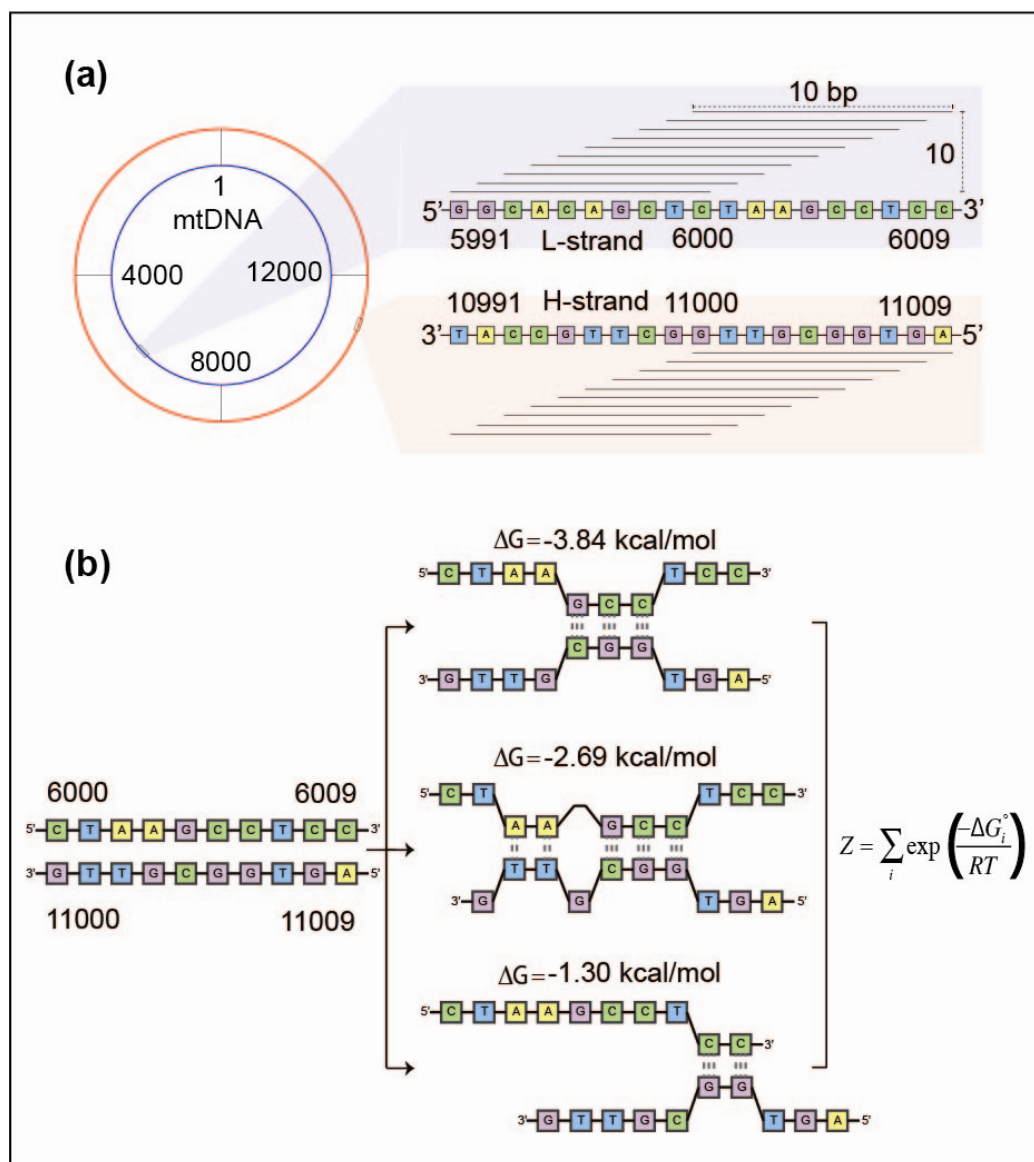 (a)
10 bp
10
1
mtDNA
4000
12000
8000
5' G G C A C A G C T C T A A G C C T C C 3'
5991 L-strand 6000 6009
10991 H-strand 11000 11009
3' T A C C G T T C G G T T G C G G T G A 5'
(b)
6000 6009
5' C T A A G C C T C C 3'
3' G T T G C G G T G A 5'
11000 11009
ΔG=-3.84 kcal/mol
5' C T A A G C C T C C 3'
3' G T T G C G G T G A 5'
ΔG=-2.69 kcal/mol
5' C T A A G C C T C C 3'
3' G T T G C G G T G A 5'
ΔG=-1.30 kcal/mol
5' C T A A G C C T C C 3'
3' G T T G C G G T G A 5'
Z = ∑i exp(-ΔG°i/RT)